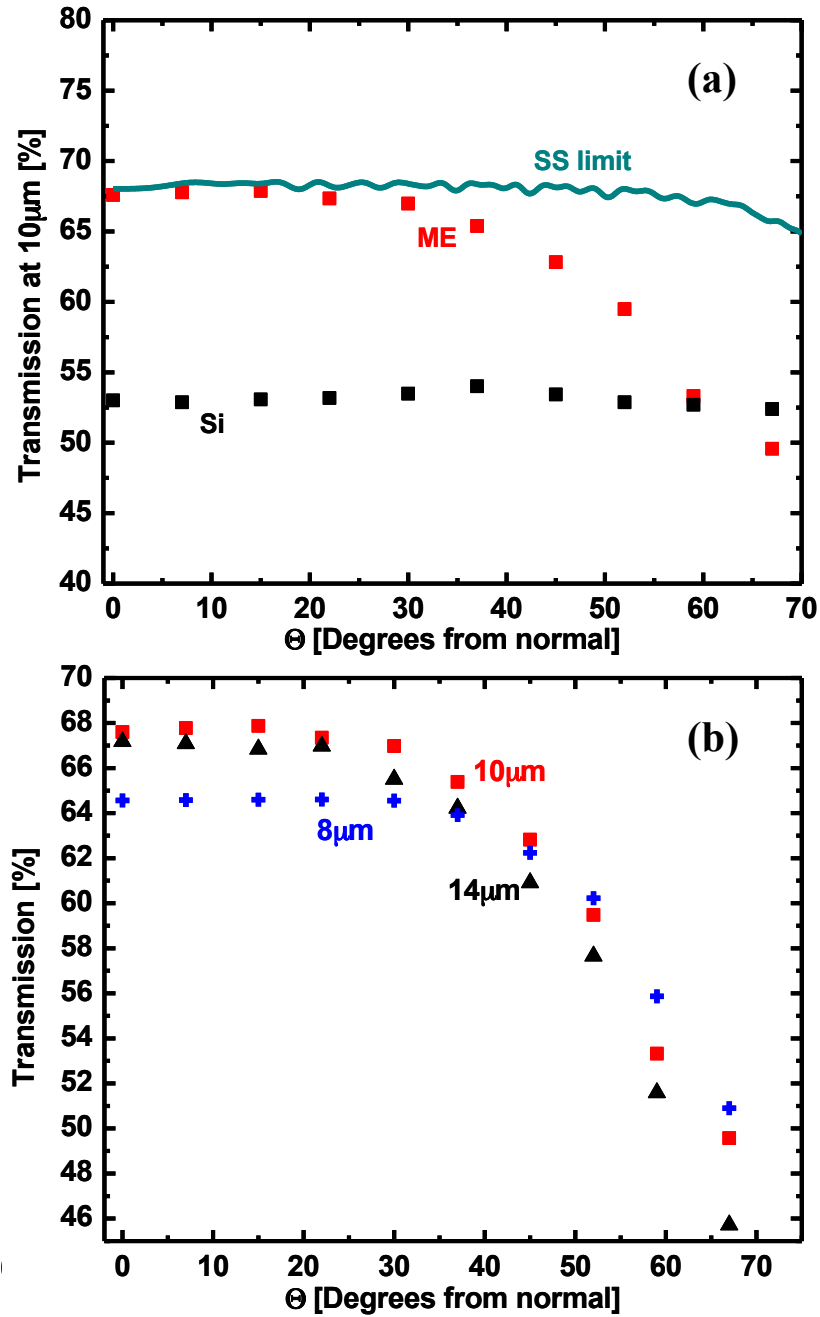 80
75
70
65
60
55
50
45
40
Transmission at 10μm [%]
(a)
SS limit
ME
Si
0 10 20 30 40 50 60 70
Θ [Degrees from normal]
70
68
66
64
62
60
58
56
54
52
50
48
46
Transmission [%]
(b)
10μm
8μm
14μm
0 10 20 30 40 50 60 70
Θ [Degrees from normal]